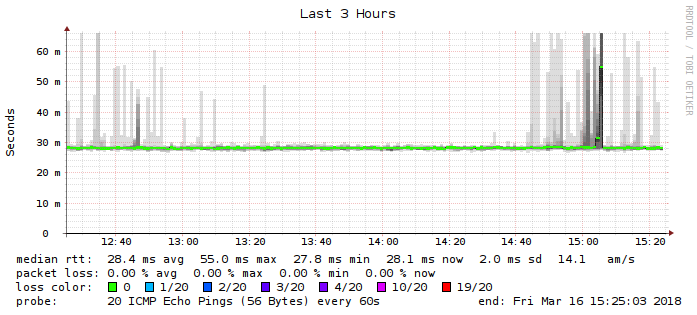 Last 3 Hours
RRDTOOL / TOBI OETIKER
Seconds
60 m
50 m
40 m
30 m
20 m
10 m
0
12:40 13:00 13:20 13:40 14:00 14:20 14:40 15:00 15:20
median rtt: 28.4 ms avg 55.0 ms max 27.8 ms min 28.1 ms now 2.0 ms sd 14.1 am/s
packet loss: 0.00 % avg 0.00 % max 0.00 % min 0.00 % now
loss color: 0 1/20 2/20 3/20 4/20 10/20 19/20
probe: 20 ICMP Echo Pings (56 Bytes) every 60s end: Fri Mar 16 15:25:03 2018